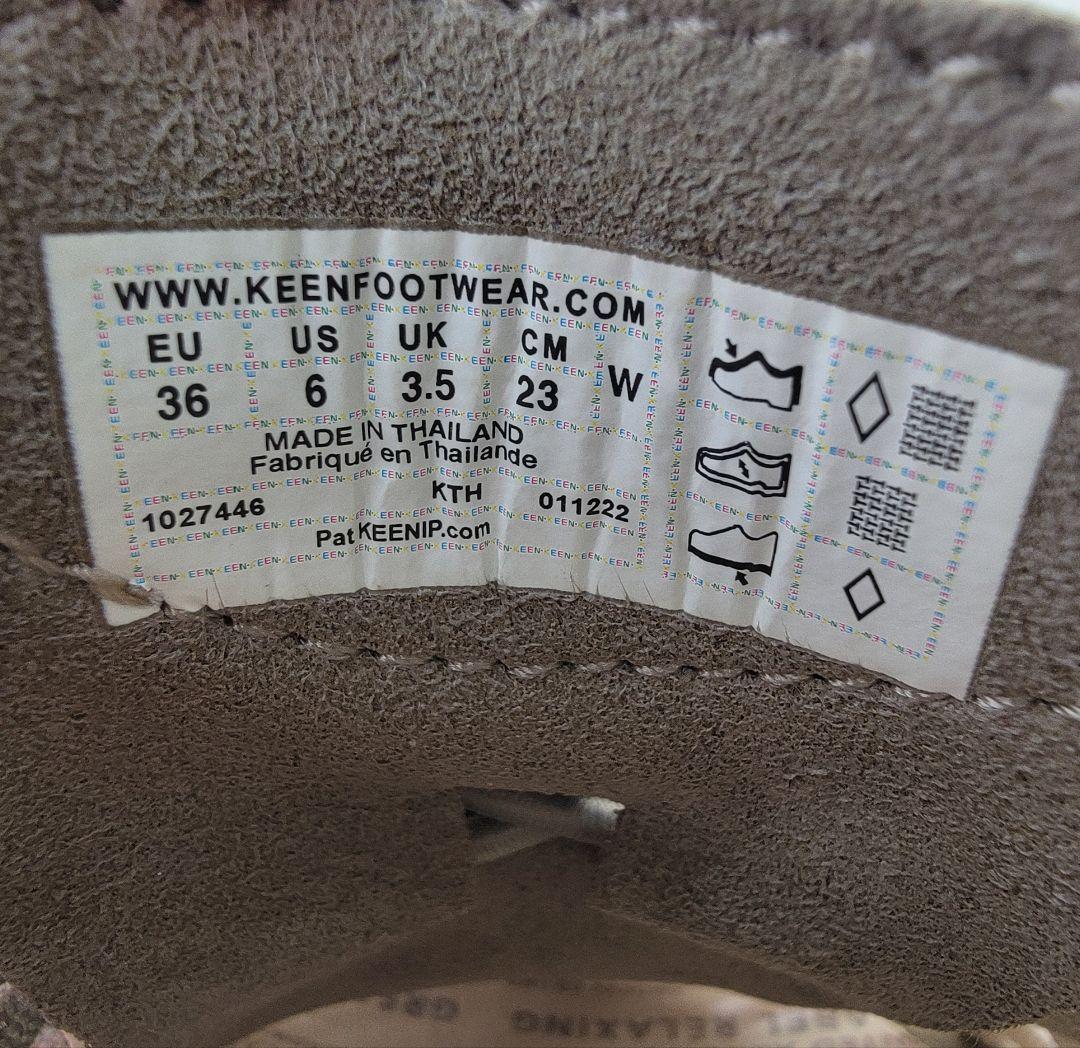 WWW.KEENFOOTWEAR.COM
EU US UK CM W
36 6 3.5 23
MADE IN THAILAND
Fabriqué en Thailande
KTH
1027446 011222
Pat KEENIP.com
RELAXING